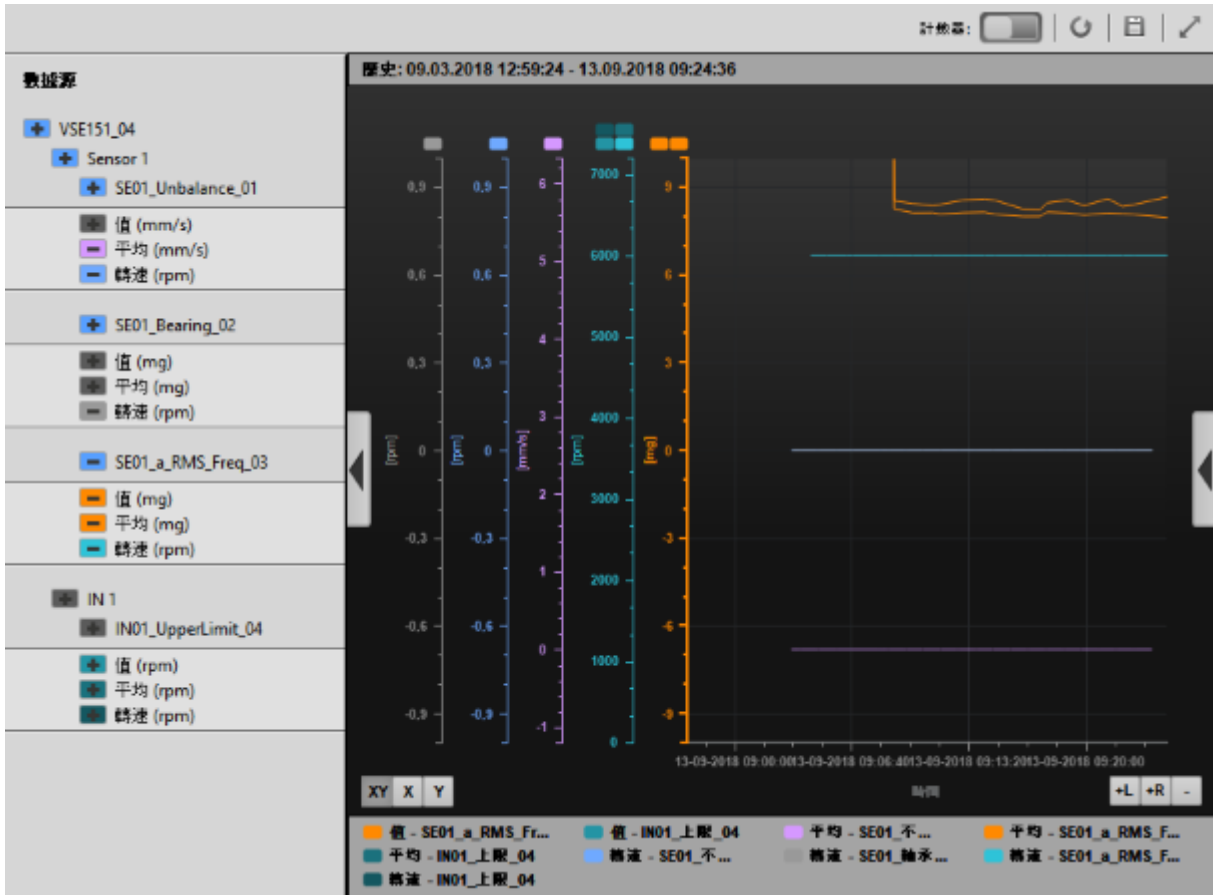 計數器:
數據源
歷史: 09.03.2018 12:59:24 - 13.09.2018 09:24:36
VSE151_04
Sensor 1
SE01_Unbalance_01
值 (mm/s)
平均 (mm/s)
轉速 (rpm)
SE01_Bearing_02
值 (mg)
平均 (mg)
轉速 (rpm)
SE01_a_RMS_Freq_03
值 (mg)
平均 (mg)
轉速 (rpm)
IN 1
IN01_UpperLimit_04
值 (rpm)
平均 (rpm)
轉速 (rpm)
0,9
0,6
0,3
0
-0,3
-0,6
-0,9
[rpm]
0,9
0,6
0,3
0
-0,3
-0,6
-0,9
[rpm]
6
5
4
3
2
1
0
-1
[mm/s]
7000
6000
5000
4000
3000
2000
1000
0
[rpm]
9
6
3
0
-3
-6
-9
[mg]
13-09-2018 09:00:00 13-09-2018 09:06:40 13-09-2018 09:13:20 13-09-2018 09:20:00
時間
XY X Y
+L +R -
值 - SE01_a_RMS_Fr... 值 - IN01_上限_04 平均 - SE01_不... 平均 - SE01_a_RMS_F...
平均 - IN01_上限_04 轉速 - SE01_不... 轉速 - SE01_軸承... 轉速 - SE01_a_RMS_F...
轉速 - IN01_上限_04